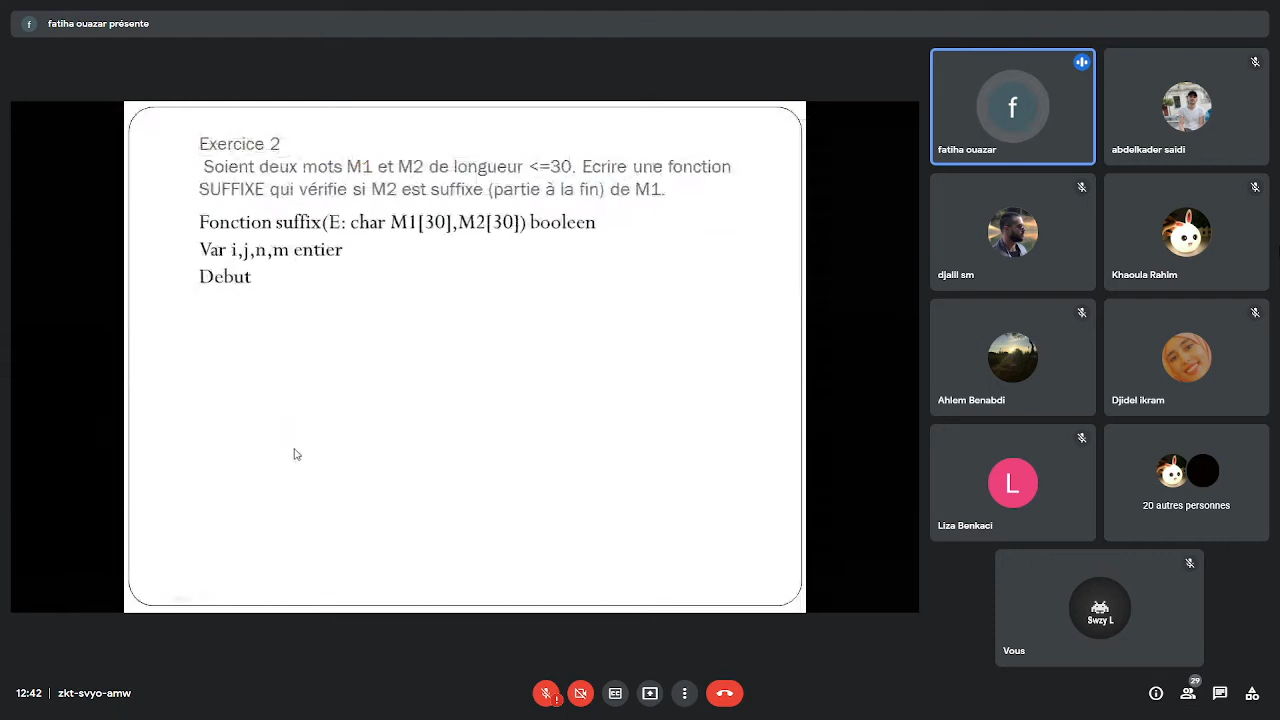 f fatiha ouazar présente
Exercice 2
Soient deux mots M1 et M2 de longueur <=30. Ecrire une fonction
SUFFIXE qui vérifie si M2 est suffixe (partie à la fin) de M1.
Fonction suffix(E: char M1[30],M2[30]) booleen
Var i,j,n,m entier
Debut
f
fatiha ouazar
abdelkader saidi
djalil sm
Khaoula Rahim
Ahlem Benabdi
Djidel ikram
L
Liza Benkaci
20 autres personnes
Swzy L
Vous
12:42 | zkt-svyo-amw
29